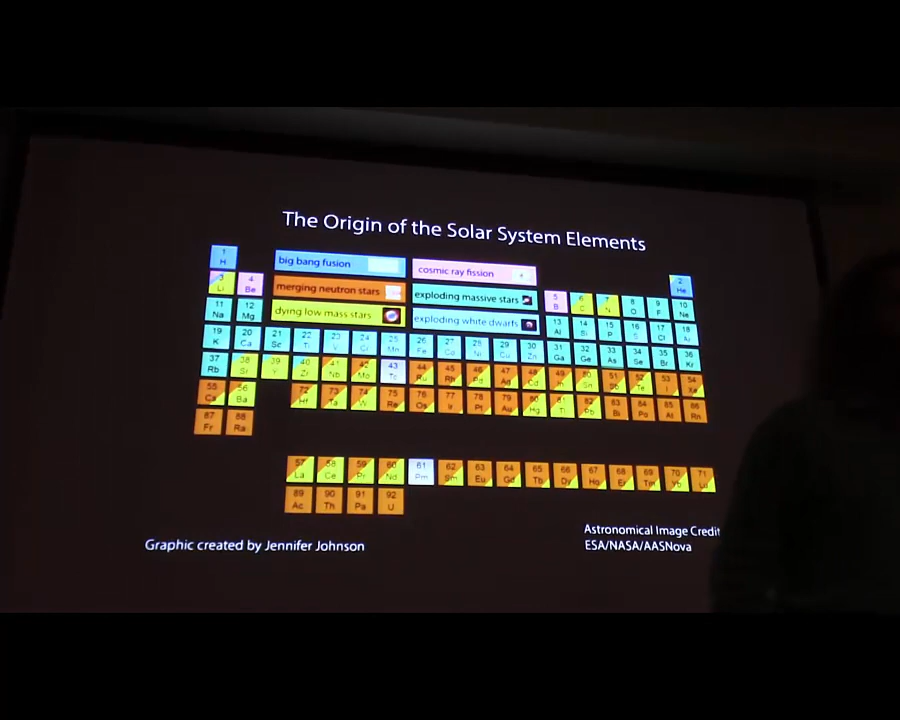 The Origin of the Solar System Elements
1 H
big bang fusion
cosmic ray fission
2 He
3 Li
4 Be
merging neutron stars
exploding massive stars
5 B
6 C
7 N
8 O
9 F
10 Ne
11 Na
12 Mg
dying low mass stars
exploding white dwarfs
13 Al
14 Si
15 P
16 S
17 Cl
18 Ar
19 K
20 Ca
21 Sc
22 Ti
23 V
24 Cr
25 Mn
26 Fe
27 Co
28 Ni
29 Cu
30 Zn
31 Ga
32 Ge
33 As
34 Se
35 Br
36 Kr
37 Rb
38 Sr
39 Y
40 Zr
41 Nb
42 Mo
43 Tc
44 Ru
45 Rh
46 Pd
47 Ag
48 Cd
49 In
50 Sn
51 Sb
52 Te
53 I
54 Xe
55 Cs
56 Ba
72 Hf
73 Ta
74 W
75 Re
76 Os
77 Ir
78 Pt
79 Au
80 Hg
81 Tl
82 Pb
83 Bi
84 Po
85 At
86 Rn
87 Fr
88 Ra
57 La
58 Ce
59 Pr
60 Nd
61 Pm
62 Sm
63 Eu
64 Gd
65 Tb
66 Dy
67 Ho
68 Er
69 Tm
70 Yb
71 Lu
89 Ac
90 Th
91 Pa
92 U
Graphic created by Jennifer Johnson
Astronomical Image Credit
ESA/NASA/AASNova